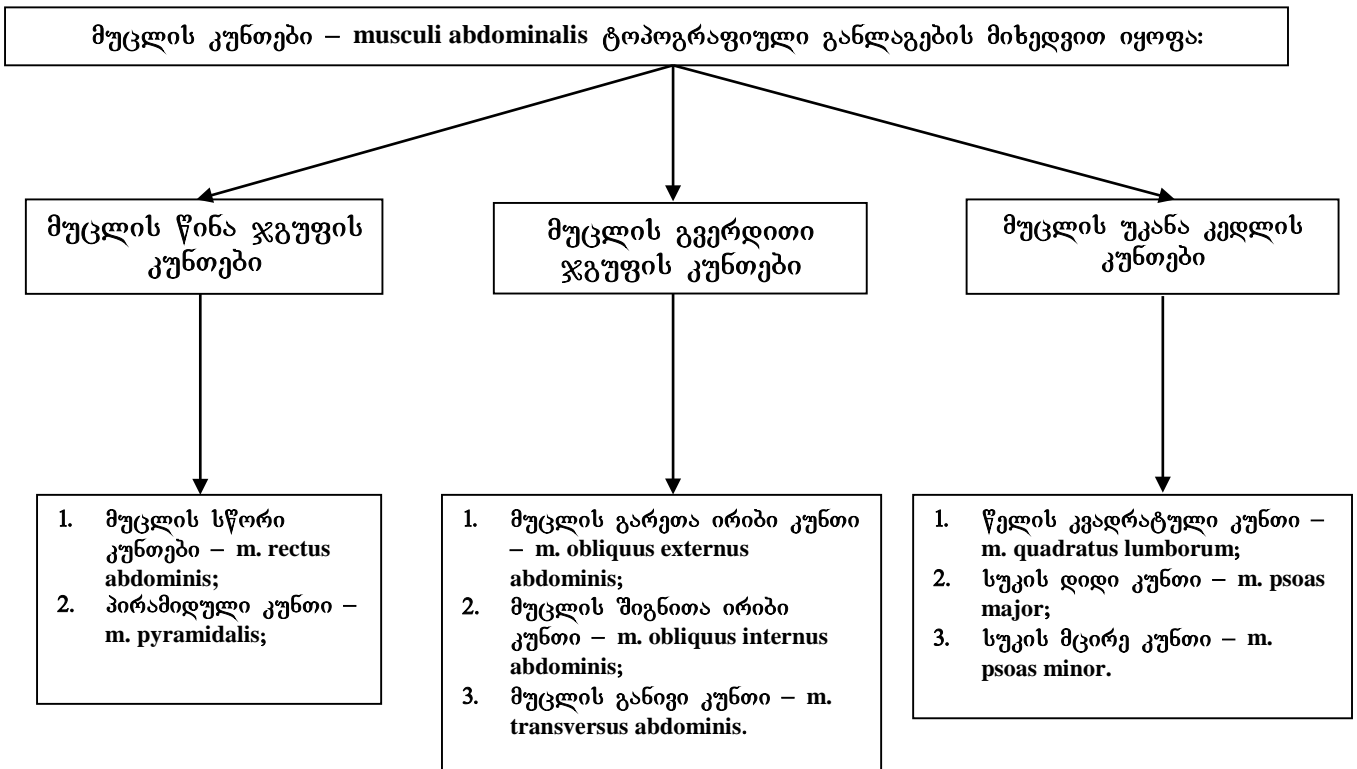 მუცლის კუნთები – musculi abdominalis ტოპოგრაფიული განლაგების მიხედვით იყოფა:
მუცლის წინა ჯგუფის
კუნთები
მუცლის გვერდითი
ჯგუფის კუნთები
მუცლის უკანა კედლის
კუნთები
1. მუცლის სწორი
კუნთები – m. rectus
abdominis;
2. პირამიდული კუნთი –
m. pyramidalis;
1. მუცლის გარეთა ირიბი კუნთი
– m. obliquus externus
abdominis;
2. მუცლის შიგნითა ირიბი
კუნთი – m. obliquus internus
abdominis;
3. მუცლის განივი კუნთი – m.
transversus abdominis.
1. წელის კვადრატული კუნთი –
m. quadratus lumborum;
2. სუკის დიდი კუნთი – m. psoas
major;
3. სუკის მცირე კუნთი – m.
psoas minor.